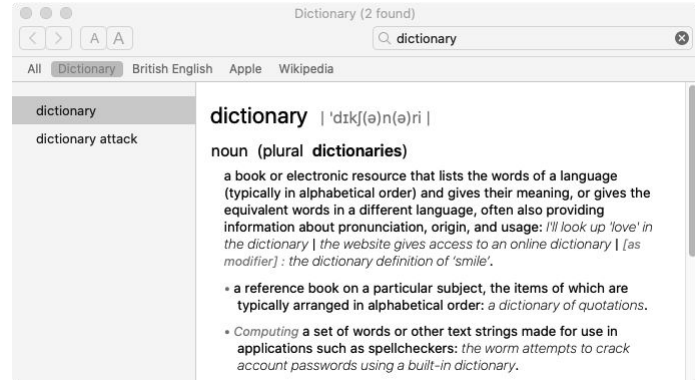 Dictionary (2 found)
< > A A dictionary
All Dictionary British English Apple Wikipedia
dictionary
dictionary attack
dictionary | ˈdɪkʃ(ə)n(ə)ri |
noun (plural dictionaries)
a book or electronic resource that lists the words of a language
(typically in alphabetical order) and gives their meaning, or gives the
equivalent words in a different language, often also providing
information about pronunciation, origin, and usage: I'll look up 'love' in
the dictionary | the website gives access to an online dictionary | [as
modifier] : the dictionary definition of 'smile'.
• a reference book on a particular subject, the items of which are
typically arranged in alphabetical order: a dictionary of quotations.
• Computing a set of words or other text strings made for use in
applications such as spellcheckers: the worm attempts to crack
account passwords using a built-in dictionary.